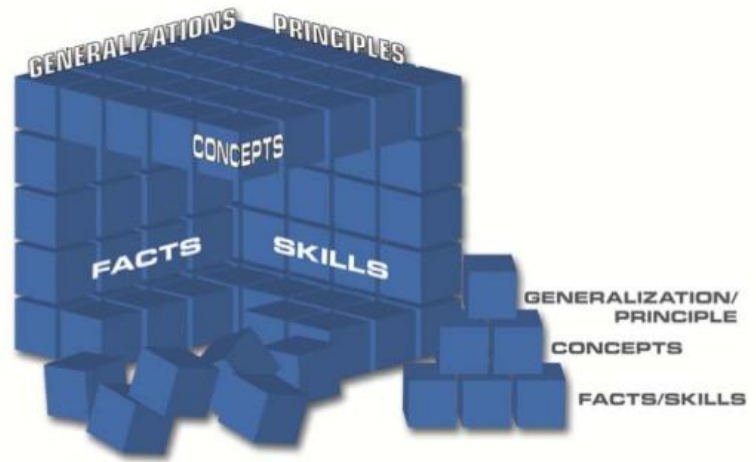 GENERALIZATIONS
PRINCIPLES
CONCEPTS
FACTS
SKILLS
GENERALIZATION/
PRINCIPLE
CONCEPTS
FACTS/SKILLS